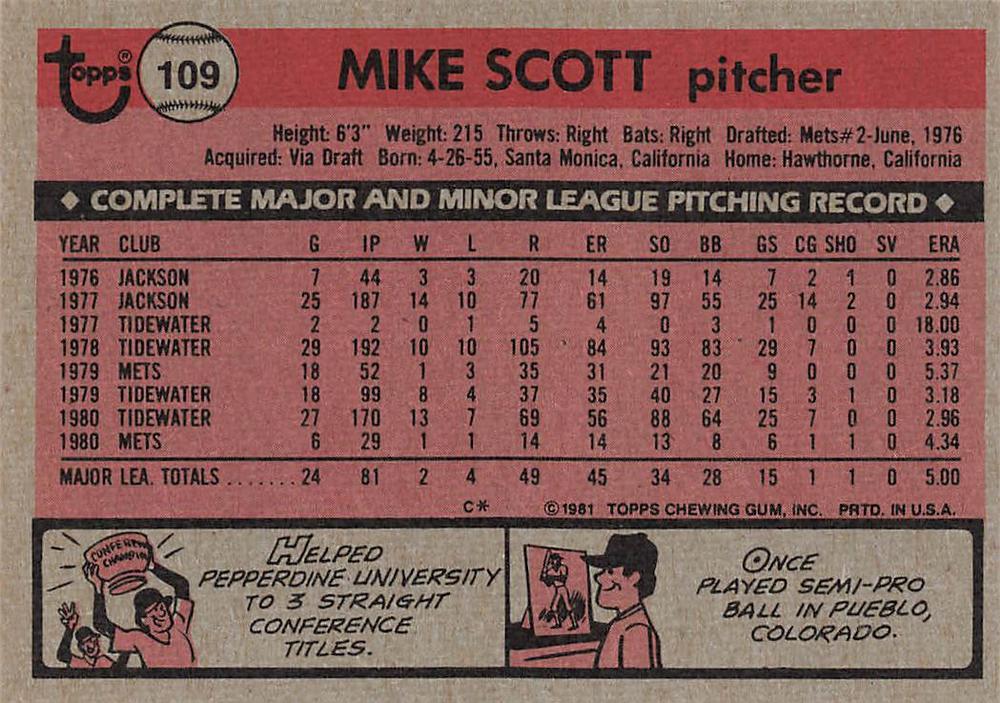 Topps® 109 MIKE SCOTT pitcher
Height: 6'3" Weight: 215 Throws: Right Bats: Right Drafted: Mets#2-June, 1976
Acquired: Via Draft Born: 4-26-55, Santa Monica, California Home: Hawthorne, California
◆ COMPLETE MAJOR AND MINOR LEAGUE PITCHING RECORD ◆
YEAR CLUB G IP W L R ER SO BB GS CG SHO SV ERA
1976 JACKSON 7 44 3 3 20 14 19 14 7 2 1 0 2.86
1977 JACKSON 25 187 14 10 77 61 97 55 25 14 2 0 2.94
1977 TIDEWATER 2 2 0 1 5 4 0 3 1 0 0 0 18.00
1978 TIDEWATER 29 192 10 10 105 84 93 83 29 7 0 0 3.93
1979 METS 18 52 1 3 35 31 21 20 9 0 0 0 5.37
1979 TIDEWATER 18 99 8 4 37 35 40 27 15 3 1 0 3.18
1980 TIDEWATER 27 170 13 7 69 56 88 64 25 7 0 0 2.96
1980 METS 6 29 1 1 14 14 13 8 6 1 1 0 4.34
MAJOR LEA. TOTALS ....... 24 81 2 4 49 45 34 28 15 1 1 0 5.00
C* ©1981 TOPPS CHEWING GUM, INC. PRTD. IN U.S.A.
HELPED
PEPPERDINE UNIVERSITY
TO 3 STRAIGHT
CONFERENCE
TITLES.
ONCE
PLAYED SEMI-PRO
BALL IN PUEBLO,
COLORADO.